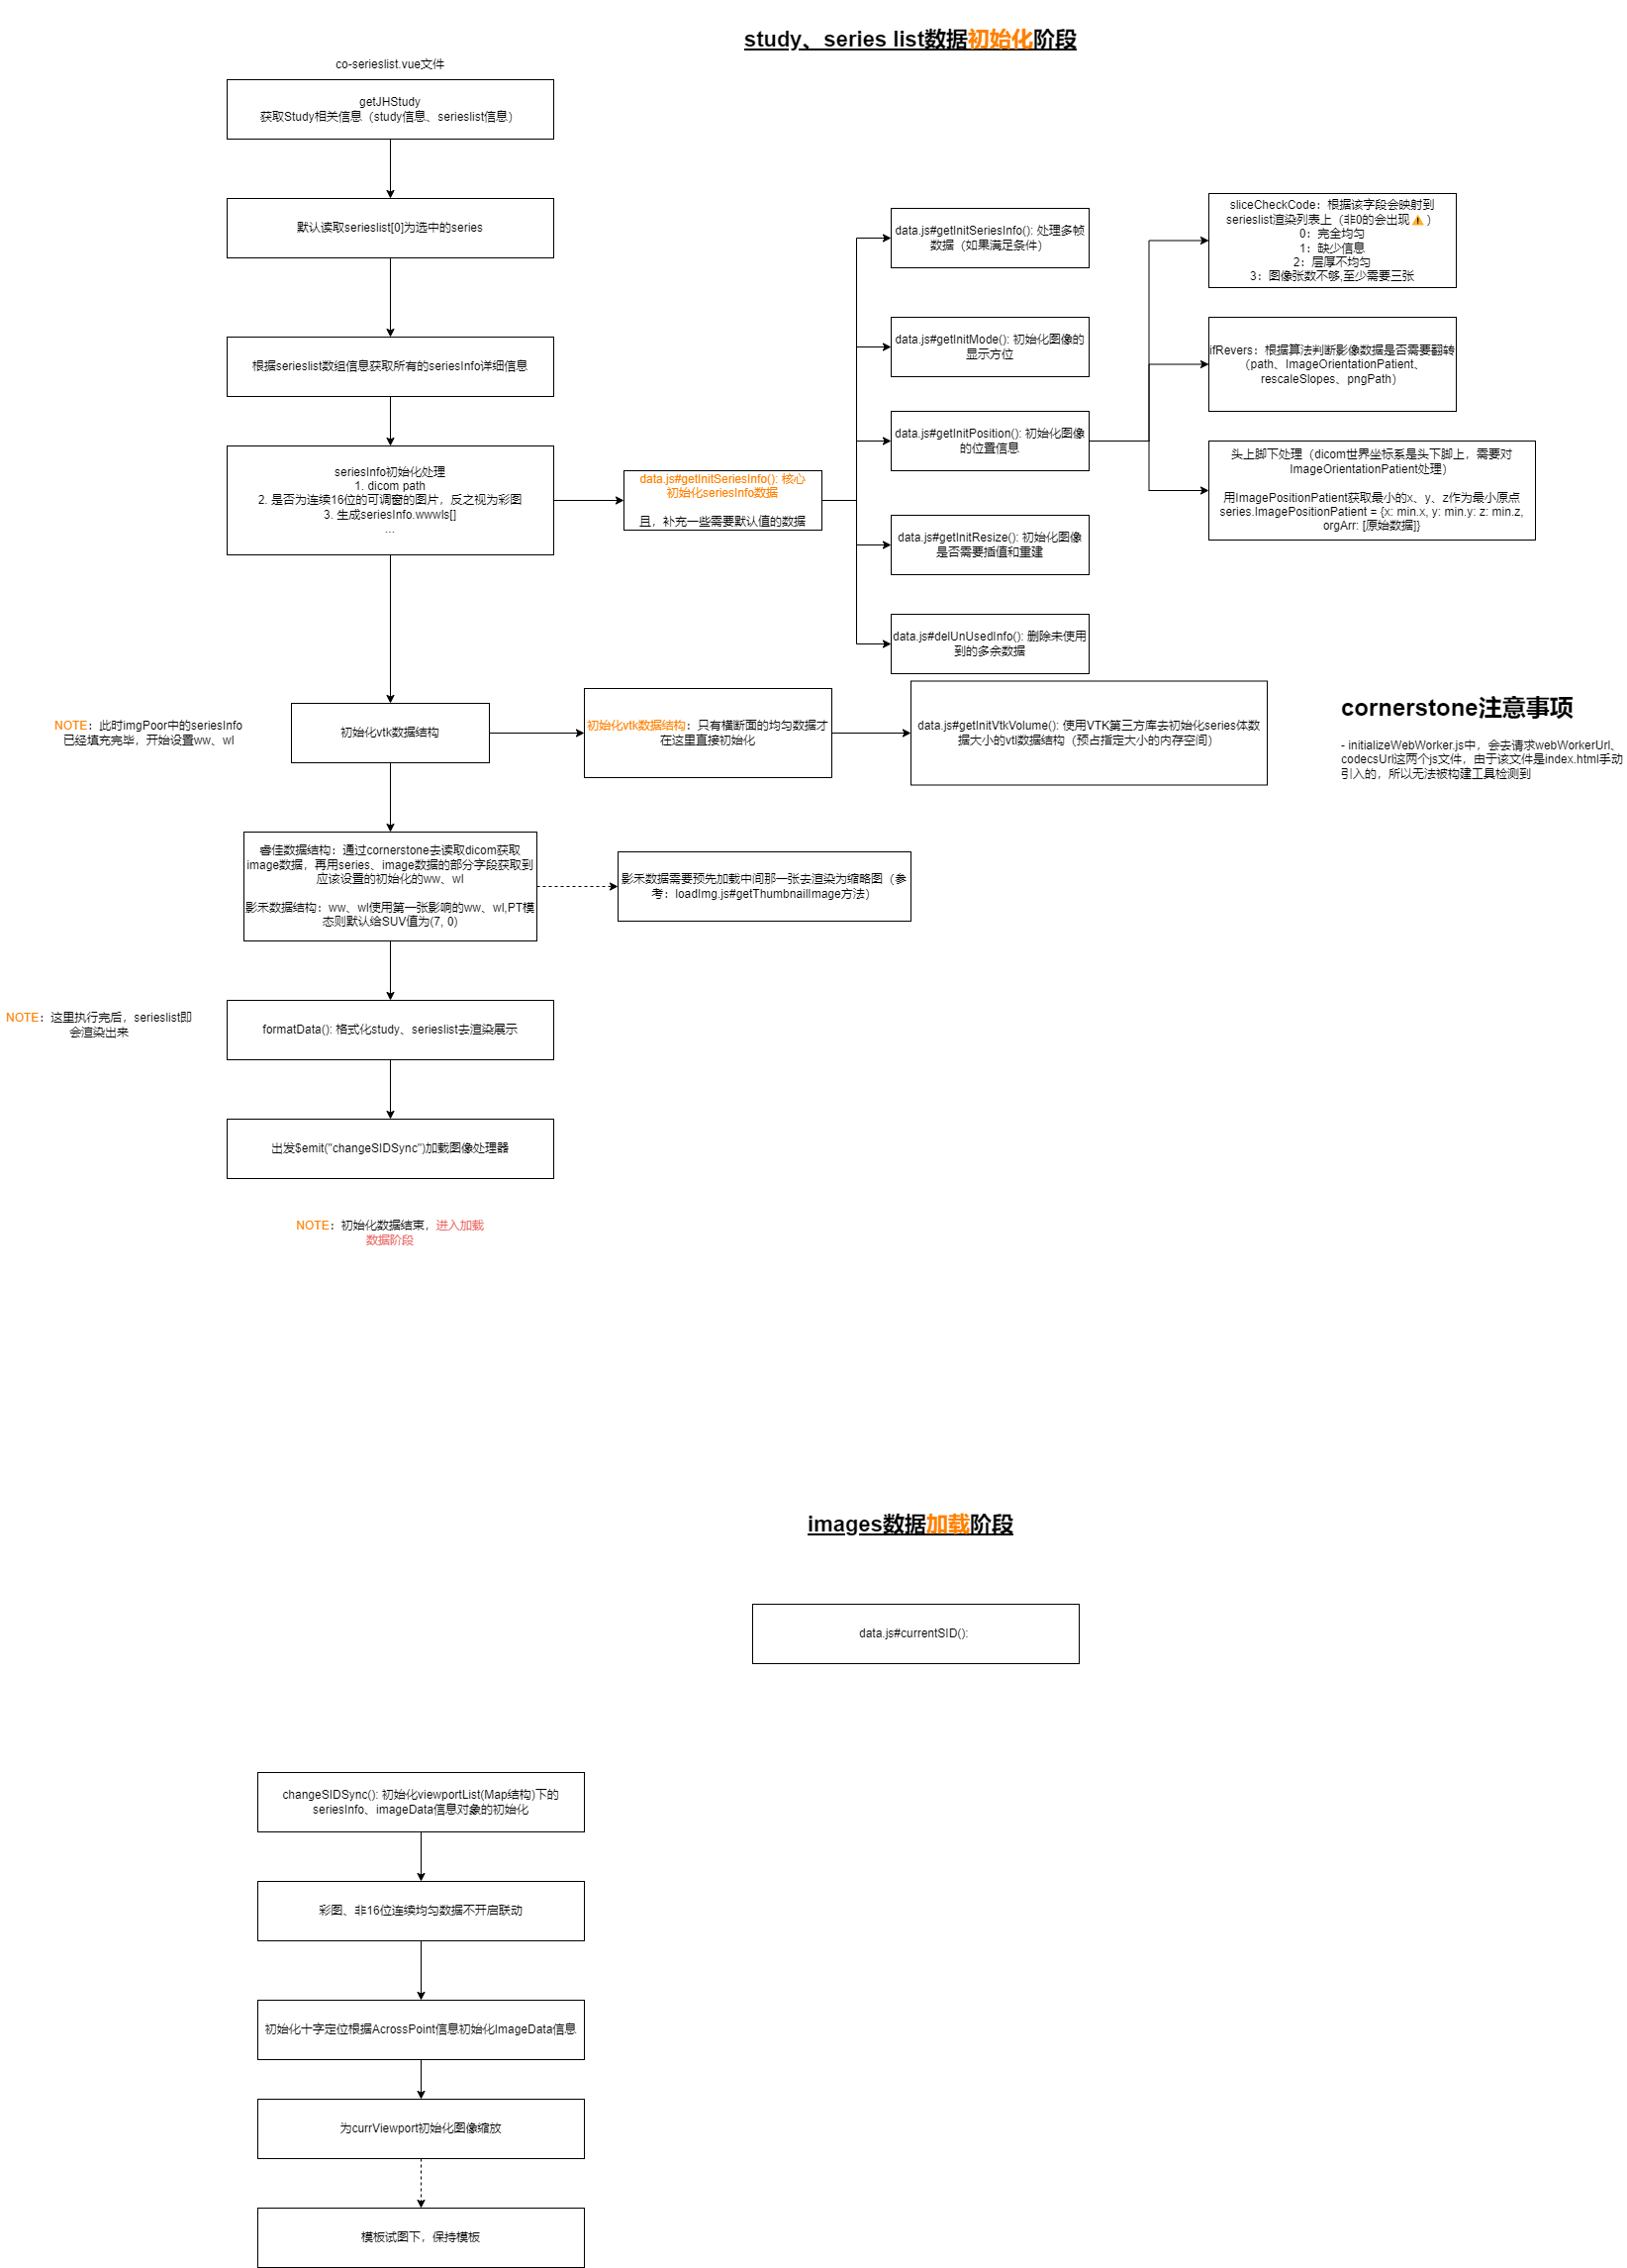 study、series list数据初始化阶段
co-serieslist.vue文件
getJHStudy
获取Study相关信息（study信息、serieslist信息）
默认读取serieslist[0]为选中的series
根据serieslist数组信息获取所有的seriesInfo详细信息
seriesInfo初始化处理
1. dicom path
2. 是否为连续16位的可调窗的图片，反之视为彩图
3. 生成seriesInfo.wwwls[]
...
data.js#getInitSeriesInfo(): 核心
初始化seriesInfo数据
且，补充一些需要默认值的数据
data.js#getInitSeriesInfo(): 处理多帧
数据（如果满足条件）
data.js#getInitMode(): 初始化图像的
显示方位
data.js#getInitPosition(): 初始化图像
的位置信息
data.js#getInitResize(): 初始化图像
是否需要插值和重建
data.js#delUnUsedInfo(): 删除未使用
到的多余数据
sliceCheckCode：根据该字段会映射到
serieslist渲染列表上（非0的会出现⚠️）
0：完全均匀
1：缺少信息
2：层厚不均匀
3：图像张数不够,至少需要三张
ifRevers：根据算法判断影像数据是否需要翻转
（path、ImageOrientationPatient、
rescaleSlopes、pngPath）
头上脚下处理（dicom世界坐标系是头下脚上，需要对
ImageOrientationPatient处理）
用ImagePositionPatient获取最小的x、y、z作为最小原点
series.ImagePositionPatient = {x: min.x, y: min.y: z: min.z,
orgArr: [原始数据]}
NOTE：此时imgPoor中的seriesInfo
已经填充完毕，开始设置ww、wl
初始化vtk数据结构
初始化vtk数据结构：只有横断面的均匀数据才
在这里直接初始化
data.js#getInitVtkVolume(): 使用VTK第三方库去初始化series体数
据大小的vtl数据结构（预占指定大小的内存空间）
cornerstone注意事项
- initializeWebWorker.js中，会去请求webWorkerUrl、
codecsUrl这两个js文件，由于该文件是index.html手动
引入的，所以无法被构建工具检测到
睿佳数据结构：通过cornerstone去读取dicom获取
image数据，再用series、image数据的部分字段获取到
应该设置的初始化的ww、wl
影禾数据结构：ww、wl使用第一张影响的ww、wl,PT模
态则默认给SUV值为(7, 0)
影禾数据需要预先加载中间那一张去渲染为缩略图（参
考：loadImg.js#getThumbnailImage方法）
NOTE：这里执行完后，serieslist即
会渲染出来
formatData(): 格式化study、serieslist去渲染展示
出发$emit("changeSIDSync")加载图像处理器
NOTE：初始化数据结束，进入加载
数据阶段
images数据加载阶段
data.js#currentSID():
changeSIDSync(): 初始化viewportList(Map结构)下的
seriesInfo、imageData信息对象的初始化
彩图、非16位连续均匀数据不开启联动
初始化十字定位根据AcrossPoint信息初始化ImageData信息
为currViewport初始化图像缩放
模板试图下，保持模板